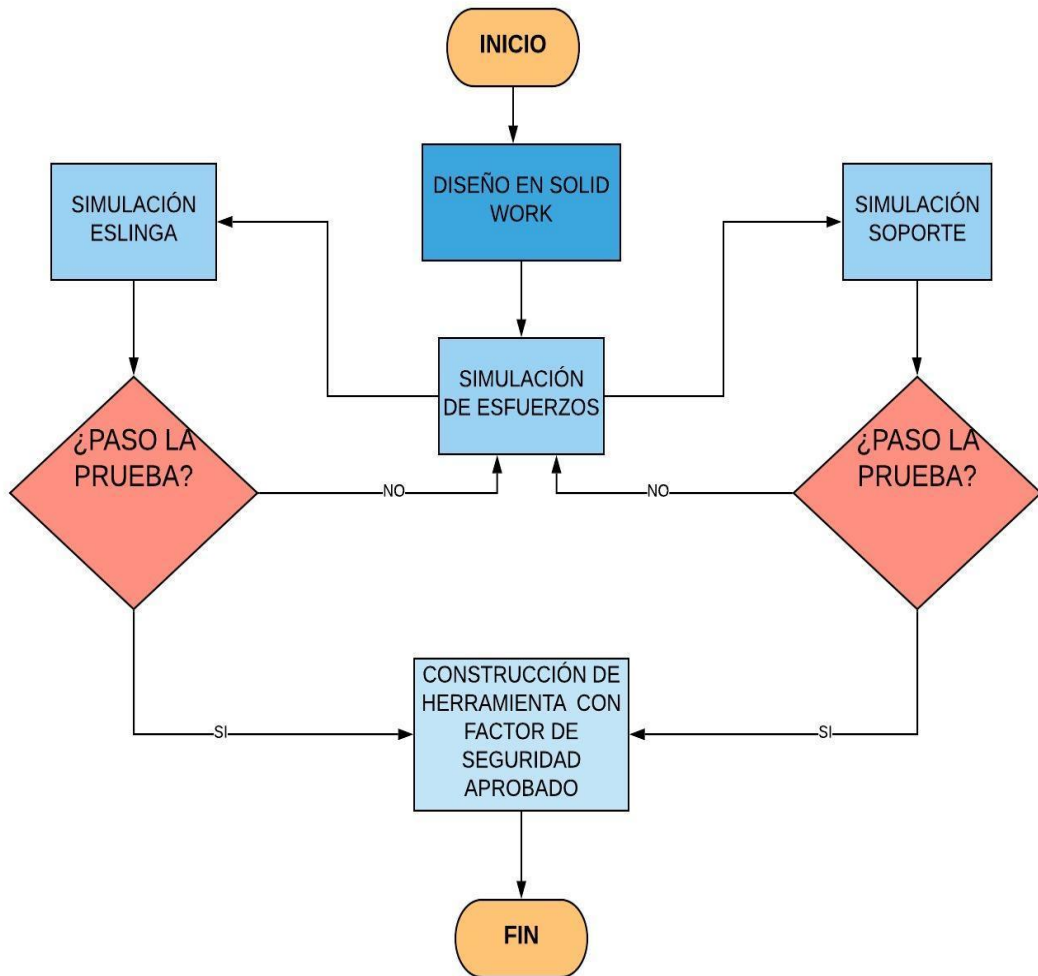 INICIO
DISEÑO EN SOLID
WORK
SIMULACIÓN
ESLINGA
SIMULACIÓN
SOPORTE
SIMULACIÓN
DE ESFUERZOS
¿PASO LA
PRUEBA?
¿PASO LA
PRUEBA?
NO
NO
CONSTRUCCIÓN DE
HERRAMIENTA CON
FACTOR DE
SEGURIDAD
APROBADO
SI
SI
FIN